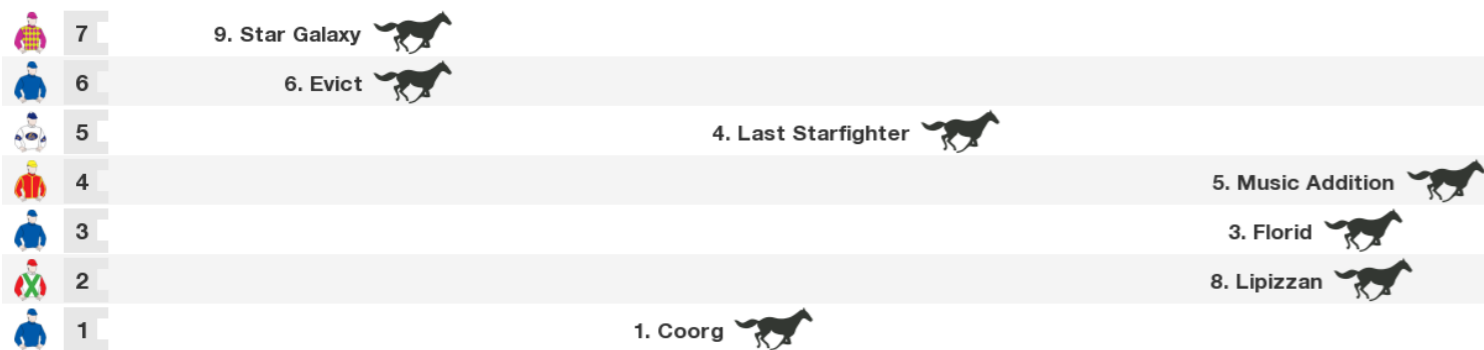 7 9. Star Galaxy
6 6. Evict
5 4. Last Starfighter
4 5. Music Addition
3 3. Florid
2 8. Lipizzan
1 1. Coorg